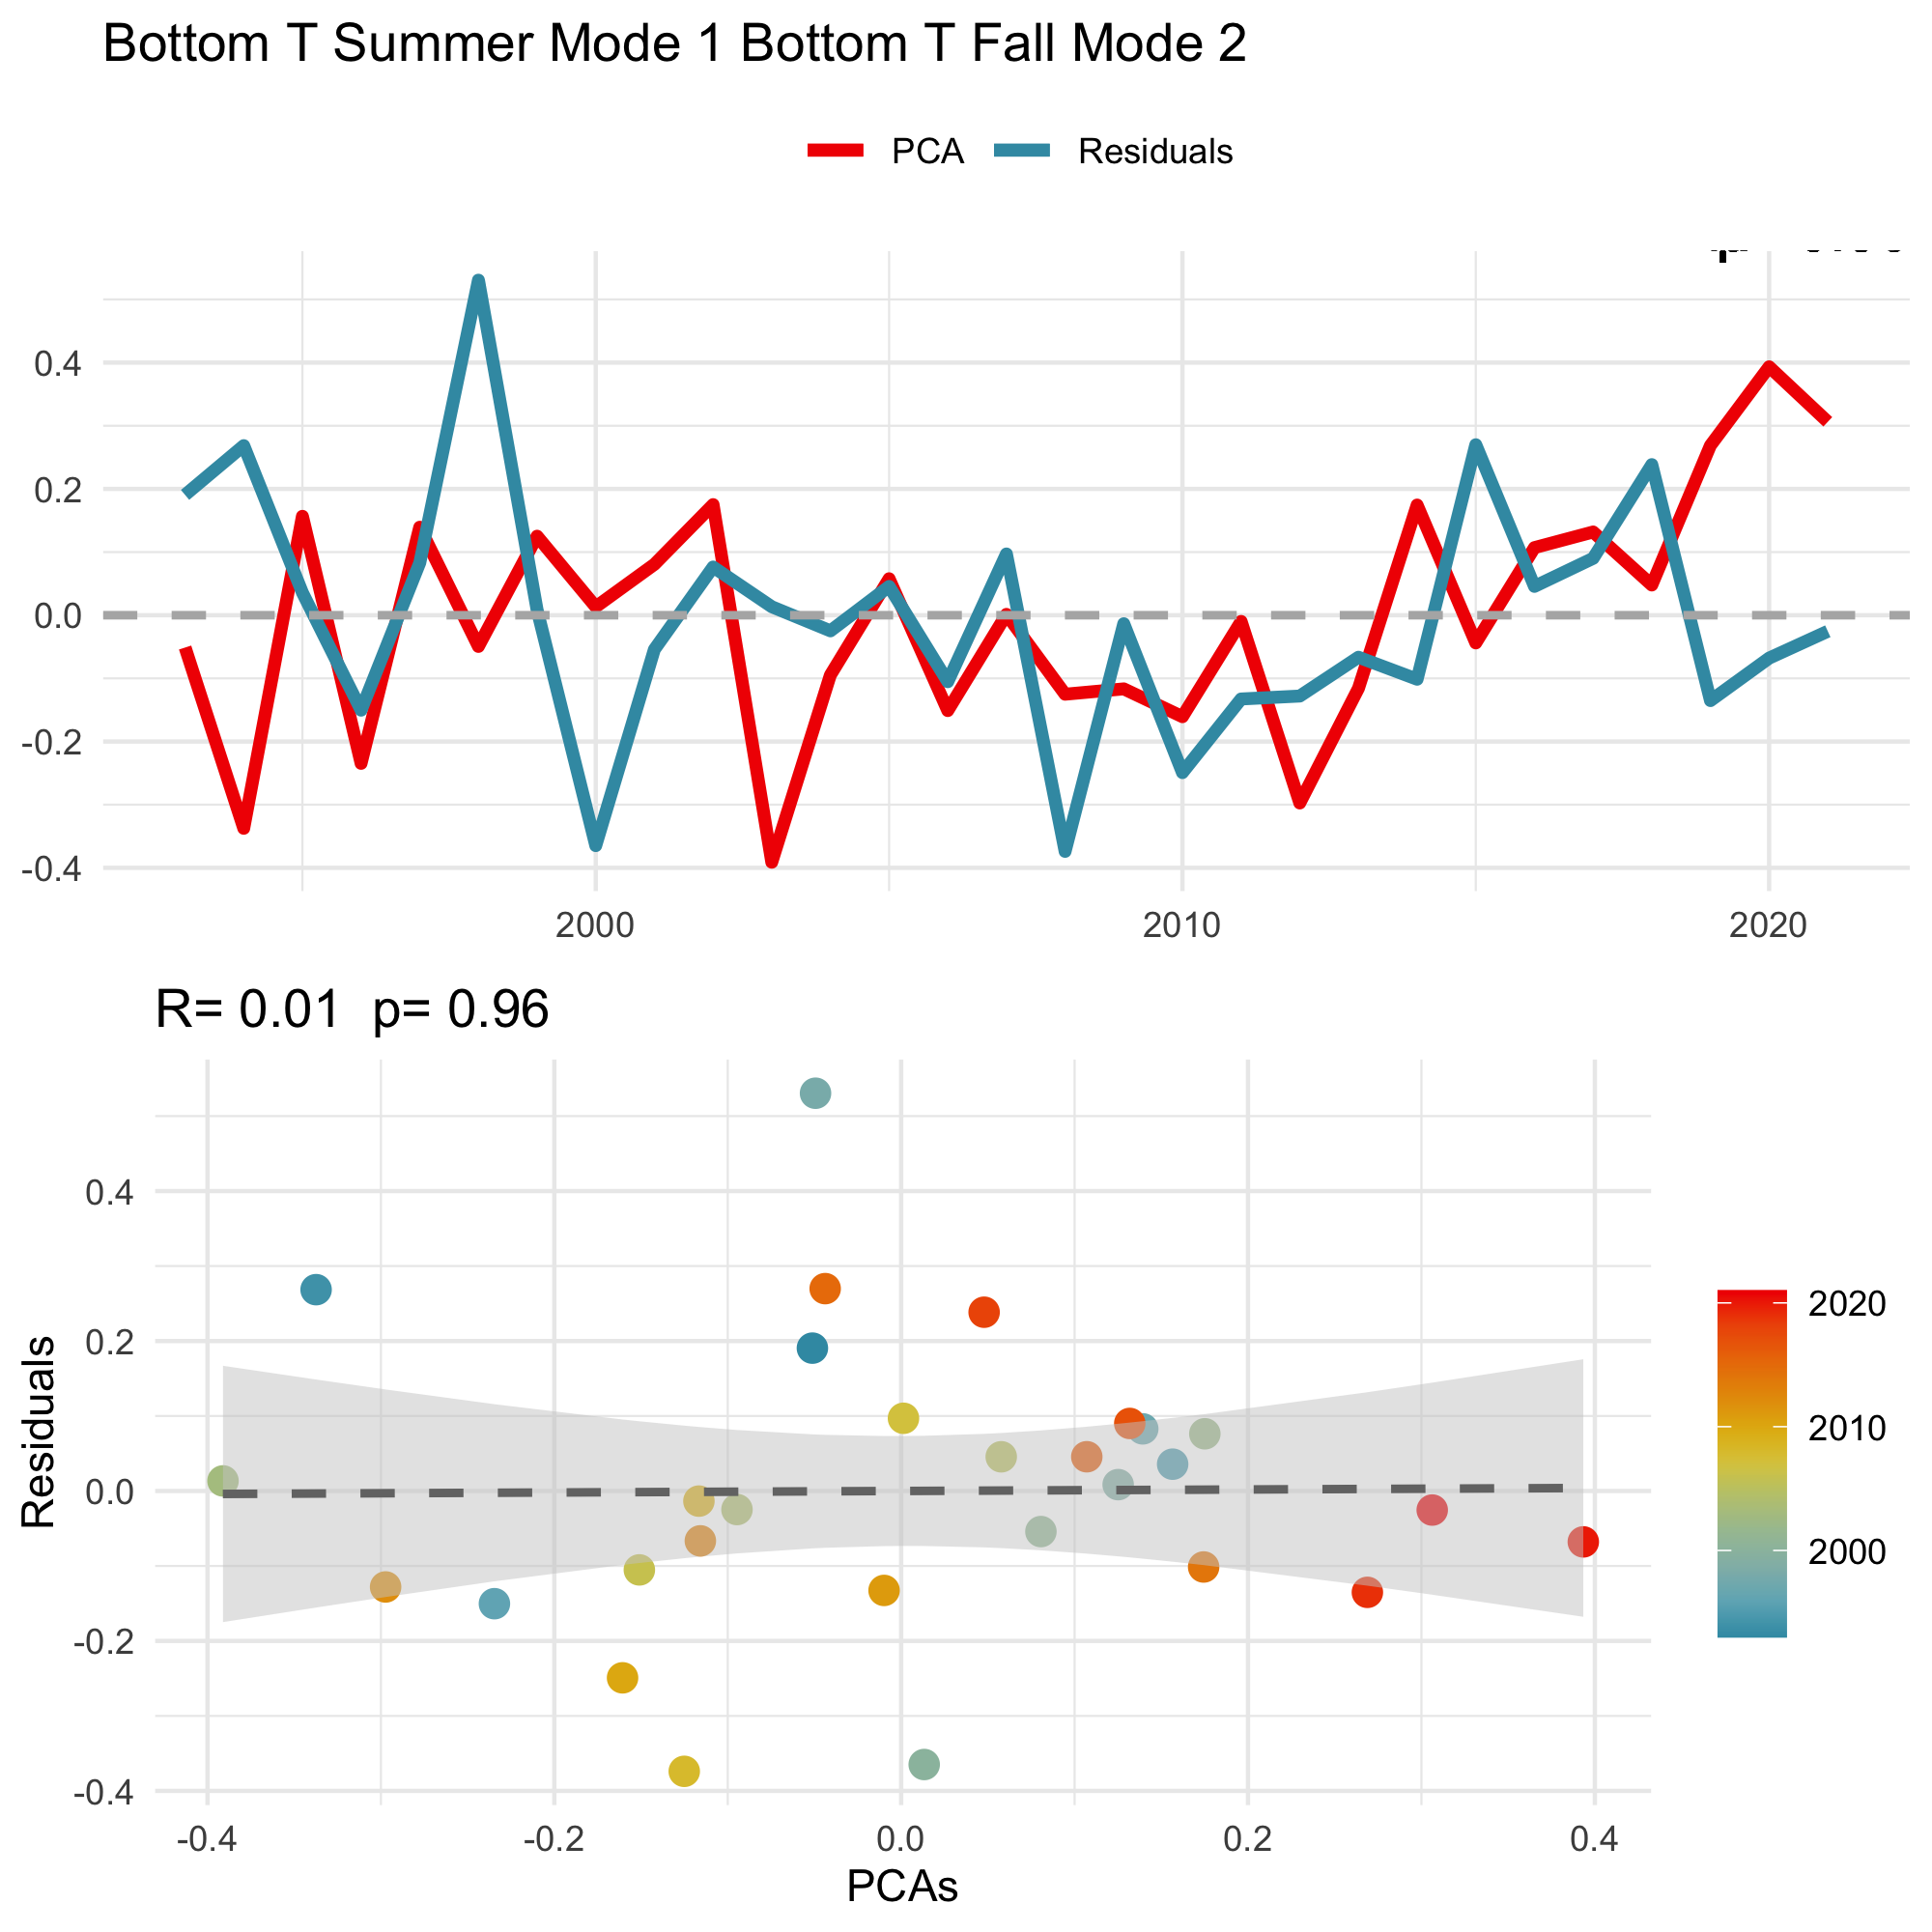 Bottom T Summer Mode 1 Bottom T Fall Mode 2
PCA Residuals
0.4
0.2
0.0
-0.2
-0.4
2000 2010 2020
R= 0.01 p= 0.96
Residuals
0.4
0.2
0.0
-0.2
-0.4
-0.4 -0.2 0.0 0.2 0.4
PCAs
2020
2010
2000